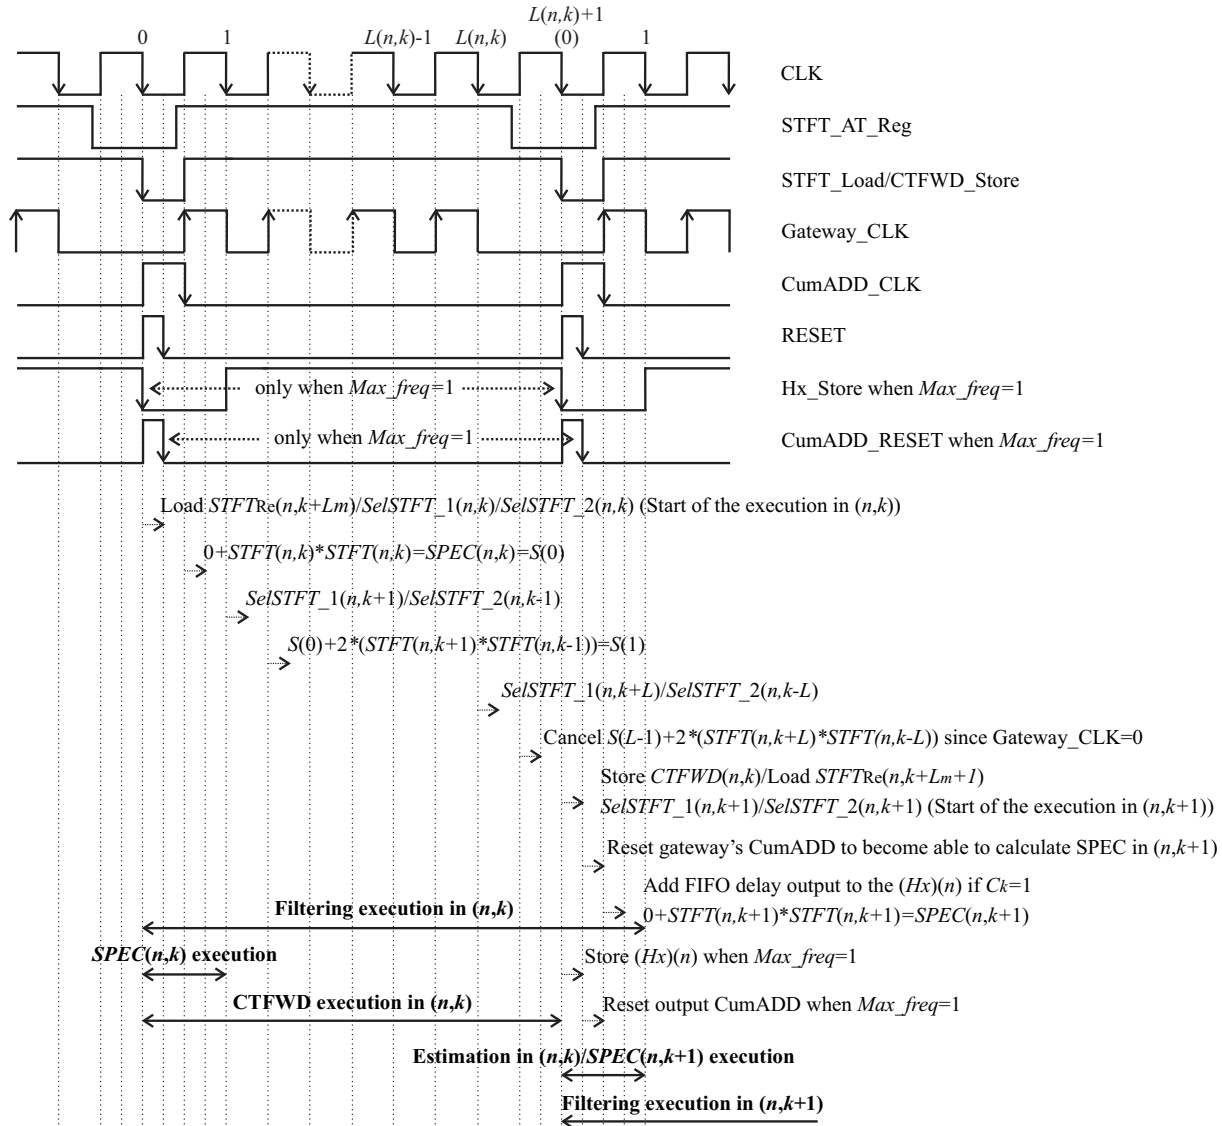 L(n,k)+1
0 1 L(n,k)-1 L(n,k) (0) 1
CLK
STFT_AT_Reg
STFT_Load/CTFWD_Store
Gateway_CLK
CumADD_CLK
RESET
only when Max_freq=1 Hx_Store when Max_freq=1
only when Max_freq=1 CumADD_RESET when Max_freq=1
Load STFTRe(n,k+Lm)/SelSTFT_1(n,k)/SelSTFT_2(n,k) (Start of the execution in (n,k))
0+STFT(n,k)*STFT(n,k)=SPEC(n,k)=S(0)
SelSTFT_1(n,k+1)/SelSTFT_2(n,k-1)
S(0)+2*(STFT(n,k+1)*STFT(n,k-1))=S(1)
SelSTFT_1(n,k+L)/SelSTFT_2(n,k-L)
Cancel S(L-1)+2*(STFT(n,k+L)*STFT(n,k-L)) since Gateway_CLK=0
Store CTFWD(n,k)/Load STFTRe(n,k+Lm+1)
SelSTFT_1(n,k+1)/SelSTFT_2(n,k+1) (Start of the execution in (n,k+1))
Reset gateway's CumADD to become able to calculate SPEC in (n,k+1)
Add FIFO delay output to the (Hx)(n) if Ck=1
Filtering execution in (n,k) 0+STFT(n,k+1)*STFT(n,k+1)=SPEC(n,k+1)
SPEC(n,k) execution Store (Hx)(n) when Max_freq=1
CTFWD execution in (n,k) Reset output CumADD when Max_freq=1
Estimation in (n,k)/SPEC(n,k+1) execution
Filtering execution in (n,k+1)